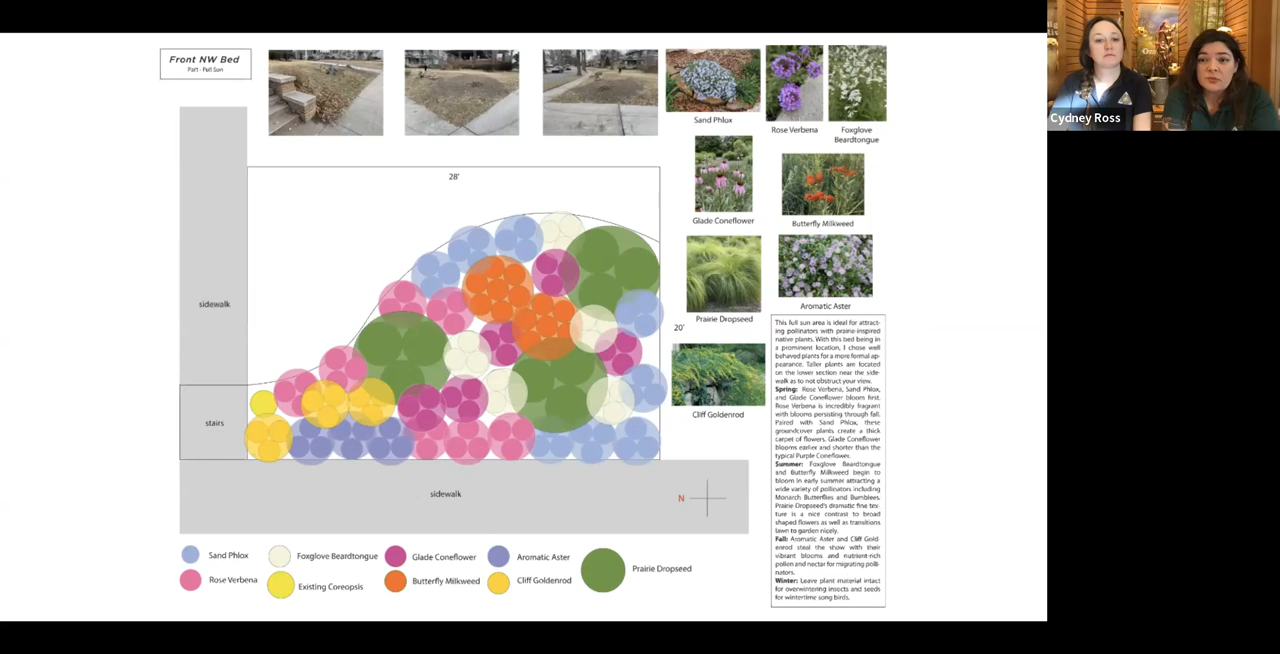 Front NW Bed
Part - Full Sun
Sand Phlox
Rose Verbena
Foxglove
Beardtongue
Cydney Ross
Glade Coneflower
Butterfly Milkweed
Prairie Dropseed
Aromatic Aster
Cliff Goldenrod
28'
20'
sidewalk
stairs
sidewalk
N
Sand Phlox
Foxglove Beardtongue
Glade Coneflower
Aromatic Aster
Prairie Dropseed
Rose Verbena
Existing Coreopsis
Butterfly Milkweed
Cliff Goldenrod
This full sun area is ideal for attract-
ing pollinators with prairie-inspired
native plants. With this bed being in
a prominent location, I chose well
behaved plants for a more formal ap-
pearance. Taller plants are located
on the lower section near the side-
walk as to not obstruct your view.
Spring: Rose Verbena, Sand Phlox,
and Glade Coneflower bloom first.
Rose Verbena is incredibly fragrant
with blooms persisting through fall.
Paired with Sand Phlox, these
groundcover plants create a thick
carpet of flowers. Glade Coneflower
blooms earlier and shorter than the
typical Purple Coneflower.
Summer: Foxglove Beardtongue
and Butterfly Milkweed begin to
bloom in early summer attracting a
wide variety of pollinators including
Monarch Butterflies and Bumblees.
Prairie Dropseed's dramatic fine tex-
ture is a nice contrast to broad
shaped flowers as well as transitions
lawn to garden nicely.
Fall: Aromatic Aster and Cliff Gold-
enrod steal the show with their
vibrant blooms and nutrient-rich
pollen and nectar for migrating polli-
nators.
Winter: Leave plant material intact
for overwintering insects and seeds
for wintertime song birds.